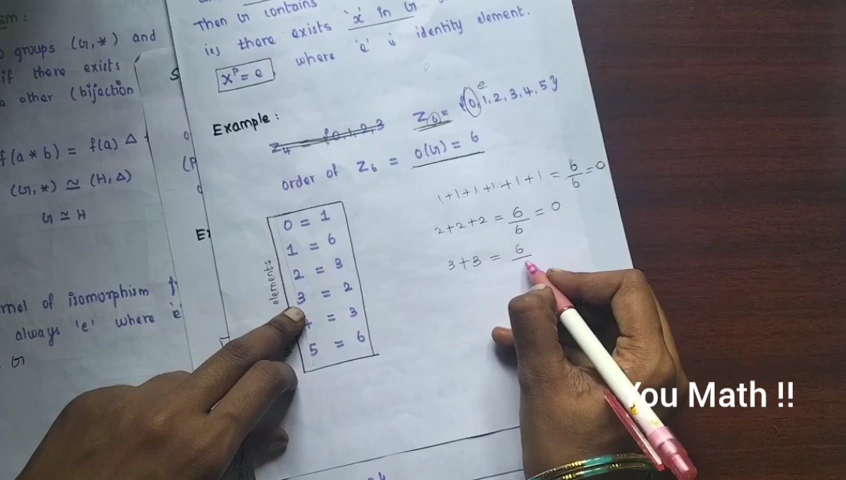 sm:
groups (G, *) and
if there exists
other (bijection
f(a * b) = f(a) Δ
(G, *) ≅ (H, Δ)
G ≅ H
nel of isomorphism
always 'e' where 'e'
G
Then G contains
ie, there exists 'x' in G
x^p = e, where 'e' is identity element.
Example:
Z4 = {0,1,2,3
Z6 = {0, 1, 2, 3, 4, 5}
e
order of Z6 = O(G) = 6
elements
0 = 1
1 = 6
2 = 3
3 = 2
4 = 3
5 = 6
1+1+1+1+1+1 = 6/6 = 0
2+2+2 = 6/6 = 0
3+3 = 6/
You Math !!